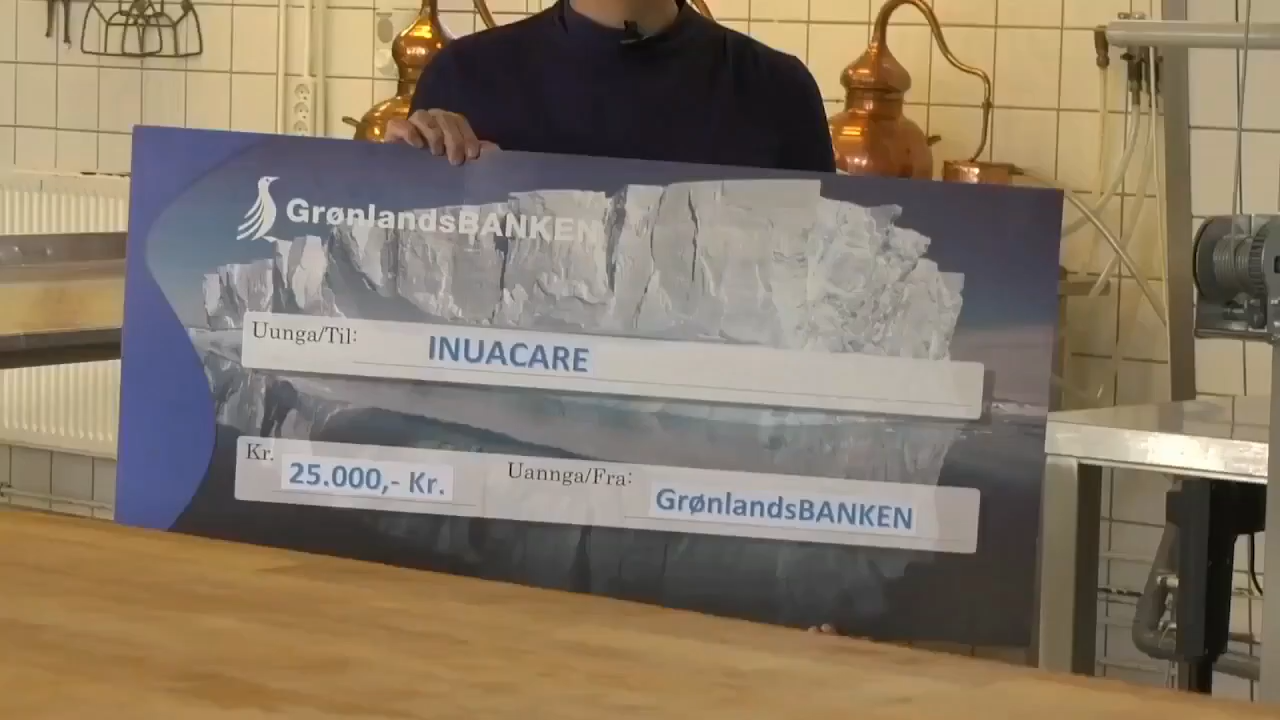 GrønlandsBANKEN
Uunga/Til: INUACARE
Kr. 25.000,- Kr. Uannga/Fra: GrønlandsBANKEN